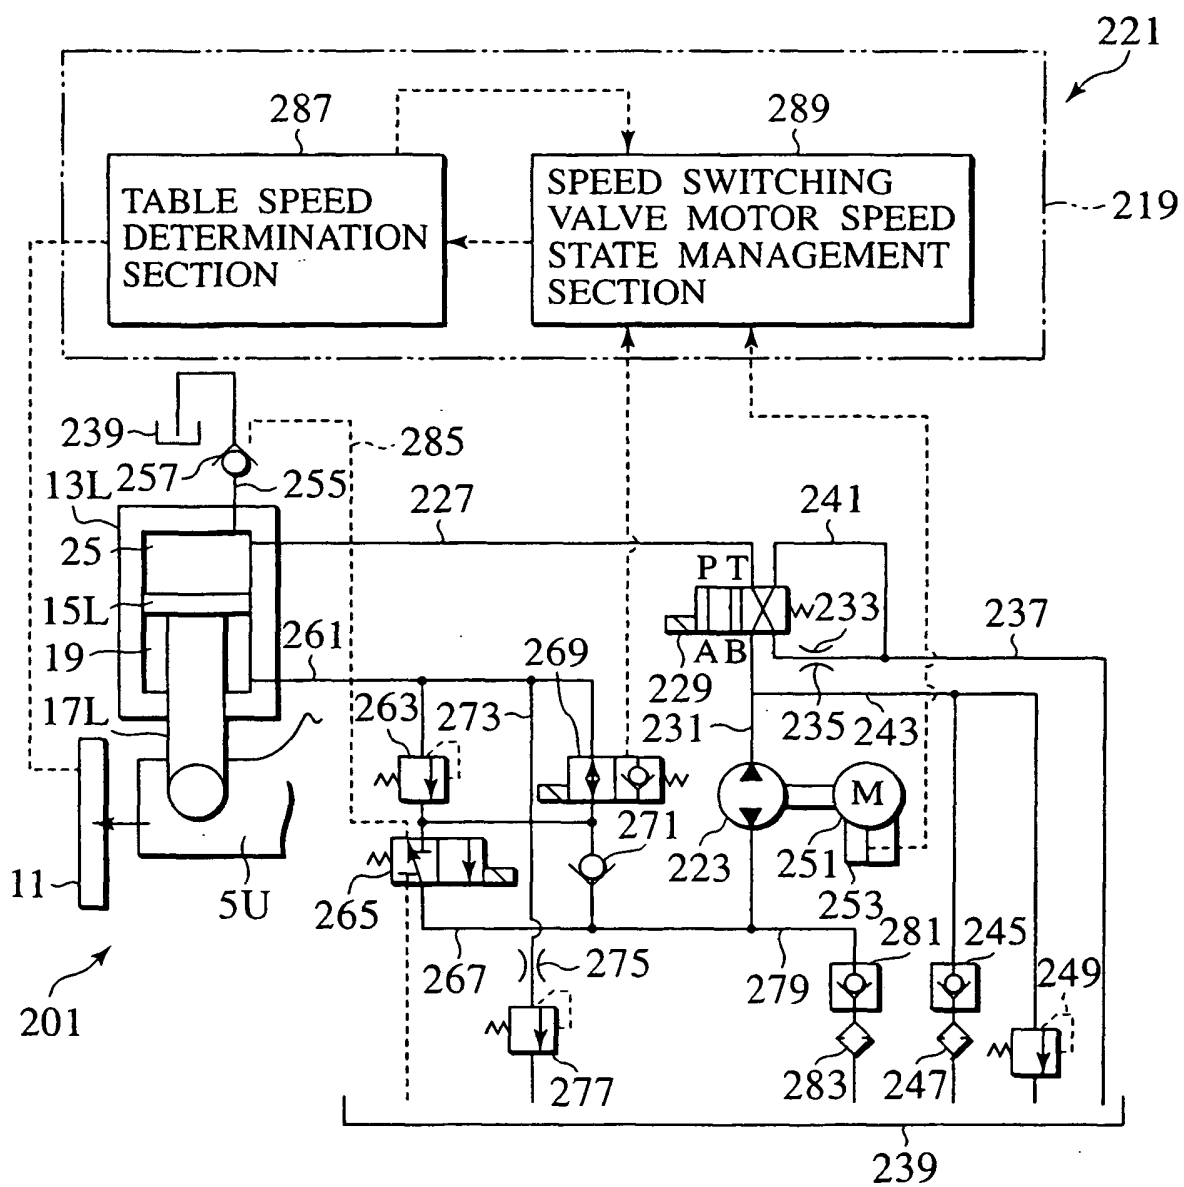 221
287
289
TABLE SPEED
DETERMINATION
SECTION
SPEED SWITCHING
VALVE MOTOR SPEED
STATE MANAGEMENT
SECTION
219
239
285
257
255
13L
227
241
25
P T
15L
233
19
261
269
A B
237
229
17L
263
273
231
235
243
M
271
223
251
11
5U
265
253
281
245
267
275
279
249
201
277
283
247
239